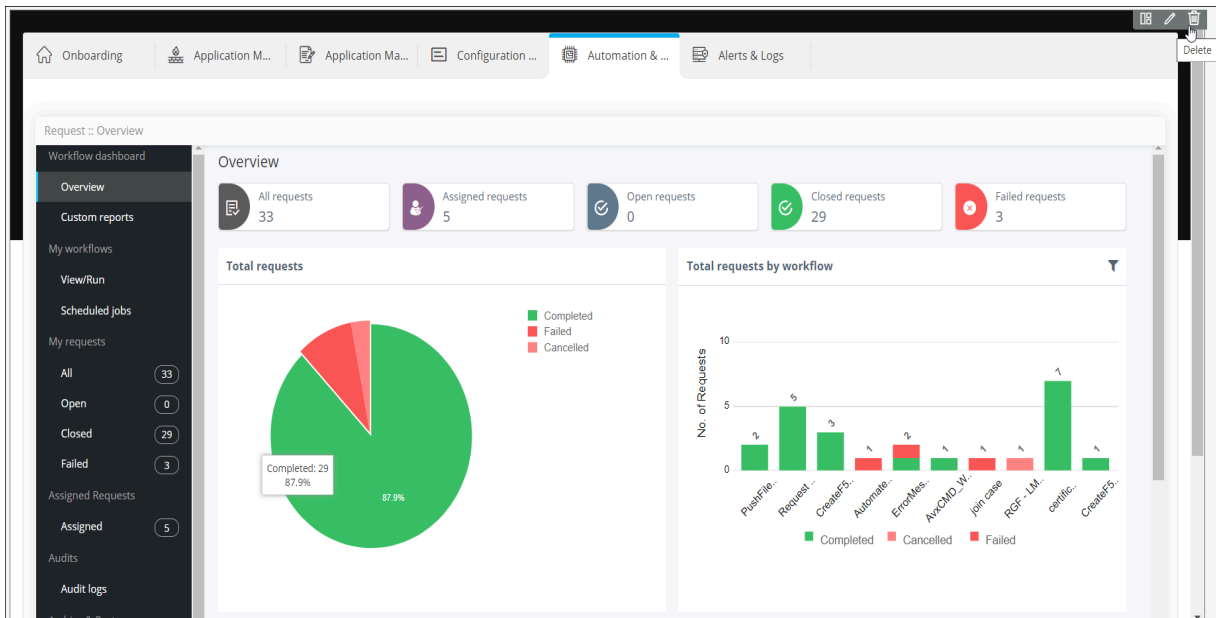 Onboarding
Application M...
Application Ma...
Configuration ...
Automation & ...
Alerts & Logs
Delete
Request :: Overview
Workflow dashboard
Overview
Custom reports
My workflows
View/Run
Scheduled jobs
My requests
All 33
Open 0
Closed 29
Failed 3
Assigned Requests
Assigned 5
Audits
Audit logs
Overview
All requests
33
Assigned requests
5
Open requests
0
Closed requests
29
Failed requests
3
Total requests
Completed
Failed
Cancelled
Completed: 29
87.9%
87.9%
Total requests by workflow
No. of Requests
10
5
0
2
5
3
1
2
1
1
1
7
1
PushFile..
Request ..
CreateF5..
Automate..
ErrorMes..
AvxCMD_W..
join case
RGF - LM..
certific..
CreateF5..
Completed
Cancelled
Failed